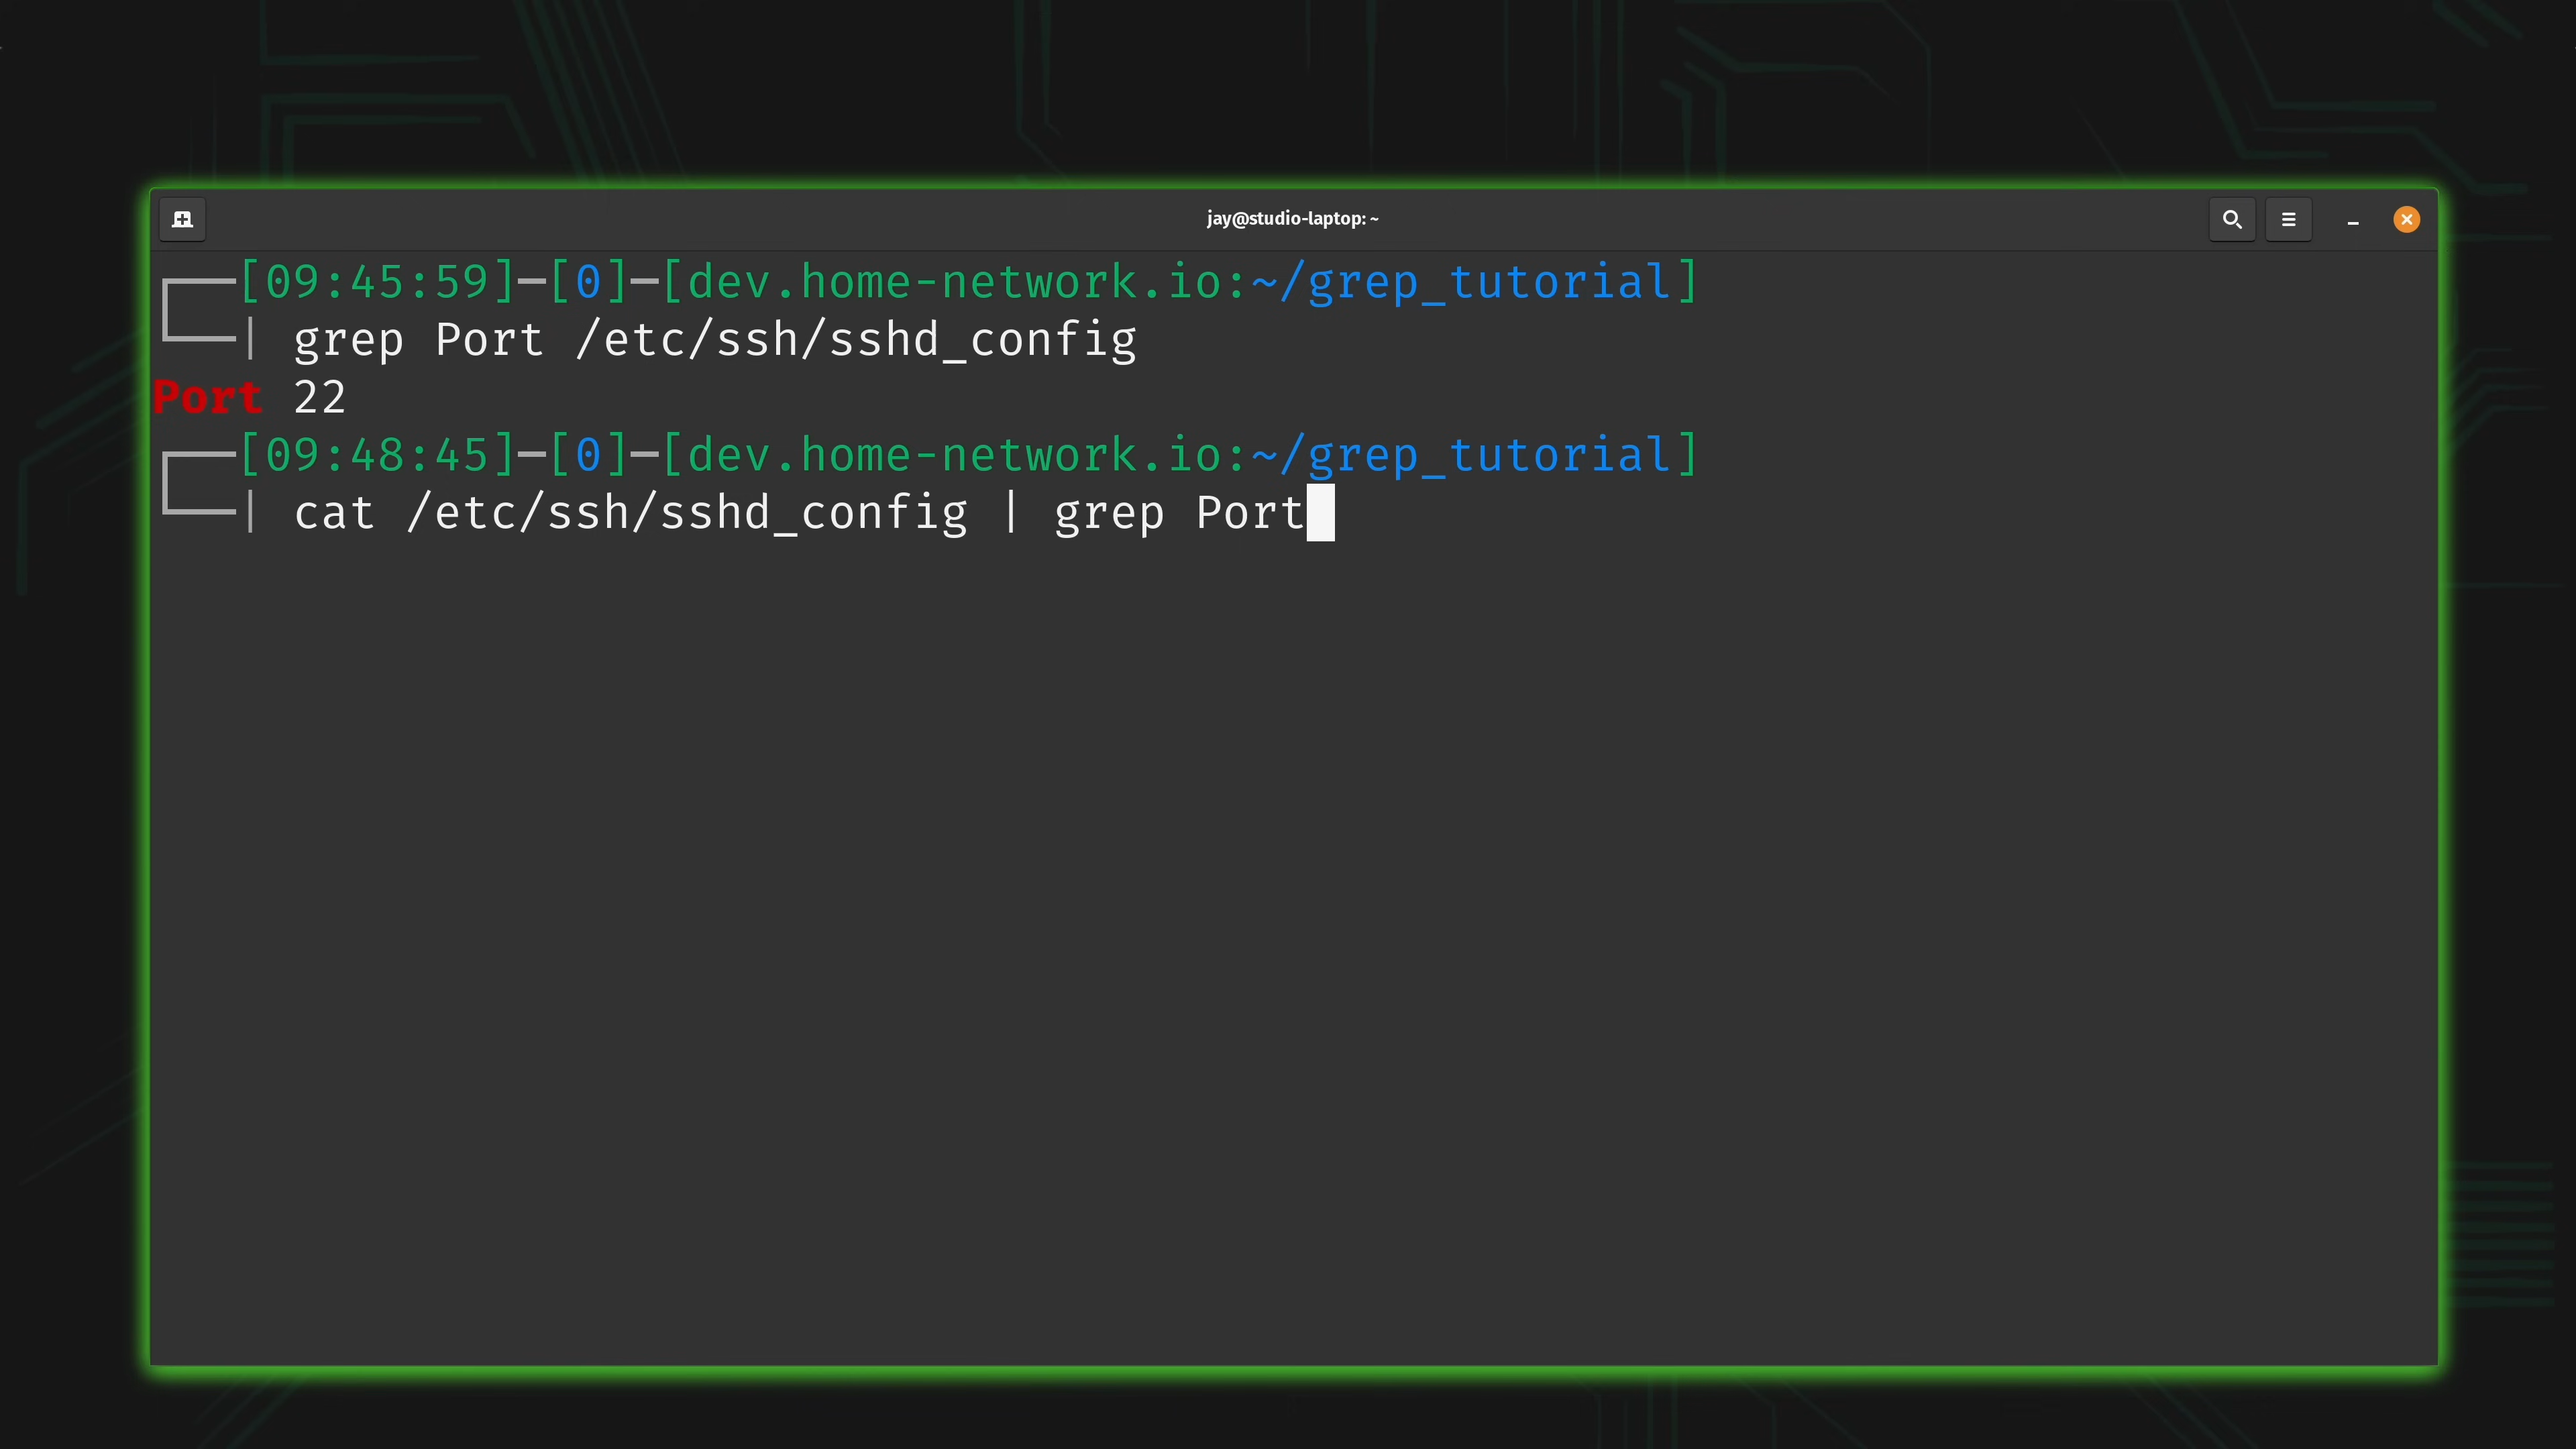 jay@studio-laptop: ~
┌──[09:45:59]─[0]─[dev.home-network.io:~/grep_tutorial]
└──| grep Port /etc/ssh/sshd_config
Port 22
┌──[09:48:45]─[0]─[dev.home-network.io:~/grep_tutorial]
└──| cat /etc/ssh/sshd_config | grep Port